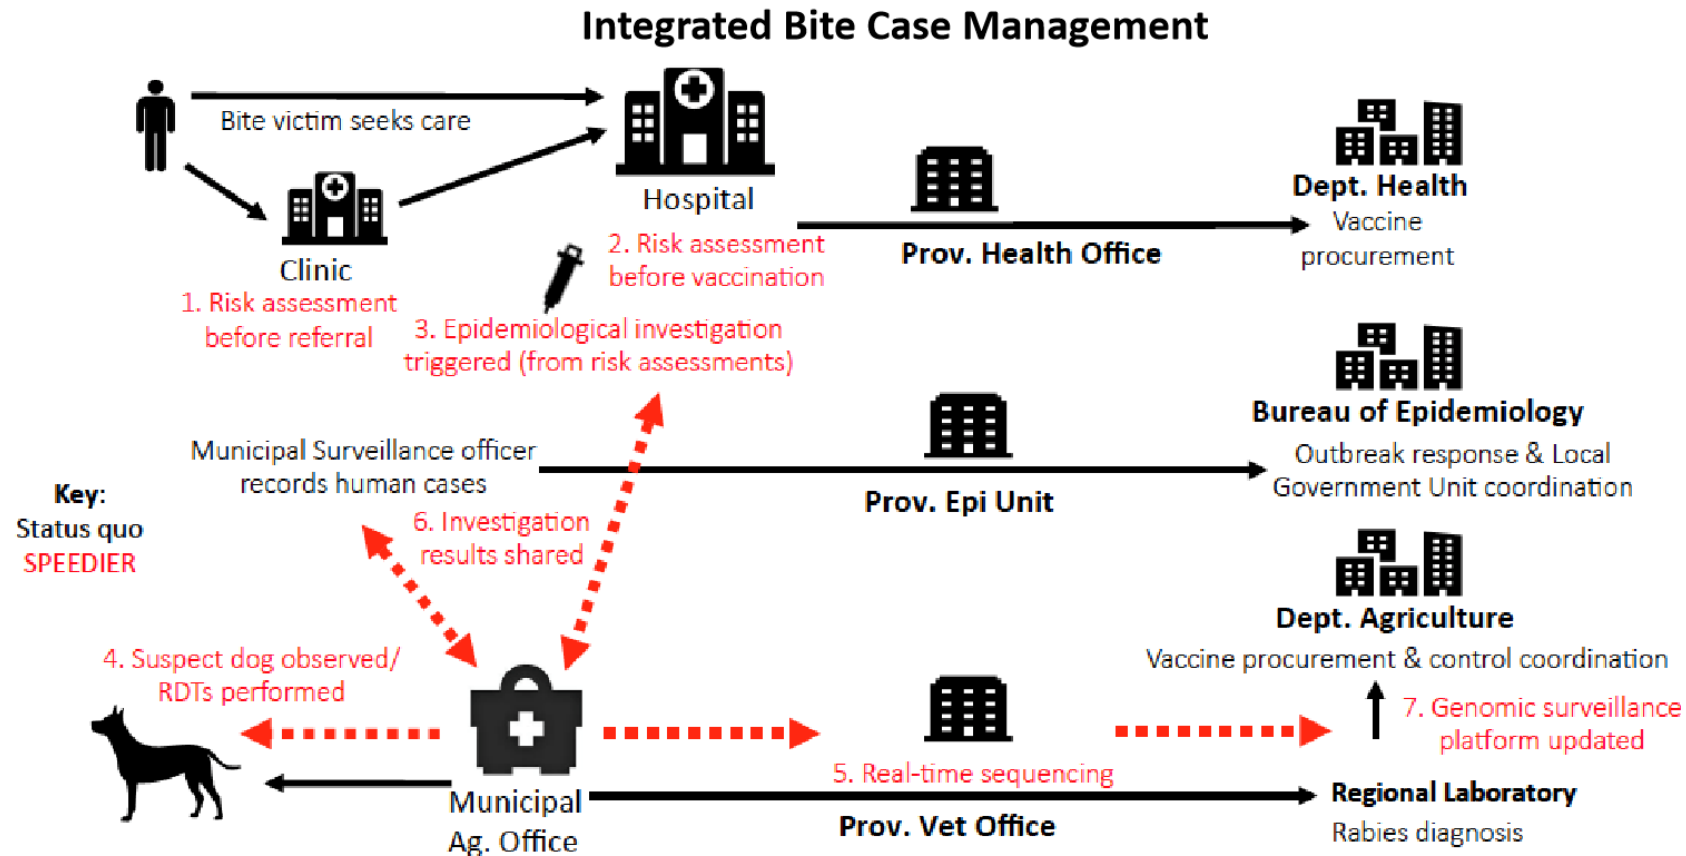 Integrated Bite Case Management
Bite victim seeks care
Hospital
Clinic
1. Risk assessment
before referral
2. Risk assessment
before vaccination
3. Epidemiological investigation
triggered (from risk assessments)
Prov. Health Office
Dept. Health
Vaccine
procurement
Municipal Surveillance officer
records human cases
Prov. Epi Unit
Bureau of Epidemiology
Outbreak response & Local
Government Unit coordination
Key:
Status quo
SPEEDIER
6. Investigation
results shared
4. Suspect dog observed/
RDTs performed
Municipal
Ag. Office
5. Real-time sequencing
Prov. Vet Office
Dept. Agriculture
Vaccine procurement & control coordination
7. Genomic surveillance
platform updated
Regional Laboratory
Rabies diagnosis